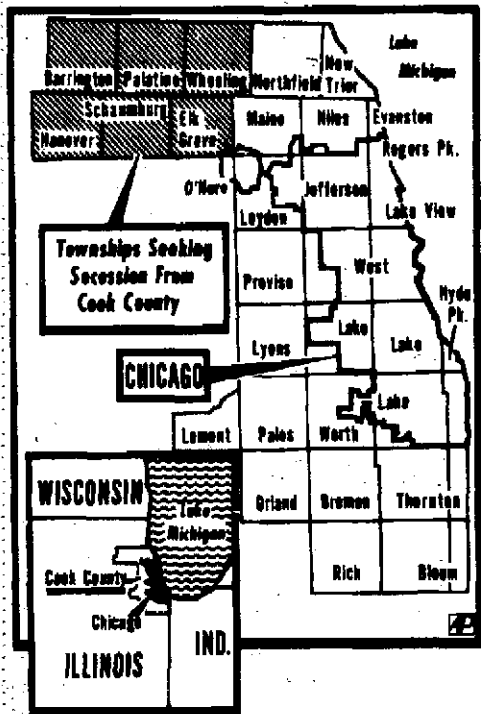 Lake
Michigan
Barrington Palatine Wheeling Northfield New
Trier
Schaumburg
Hanover Elk
Grove
Maine Niles Evanston
Rogers Pk.
O'Hare
Leyden Jefferson
Lake View
Townships Seeking
Secession From
Cook County
Proviso West
Hyde
Pk.
Lyons Lake Lake
CHICAGO
Lake
Lemont Palos Worth
WISCONSIN
Lake
Michigan
Orland Bremen Thornton
Cook County
Chicago
Rich Bloom
IND.
ILLINOIS
AP